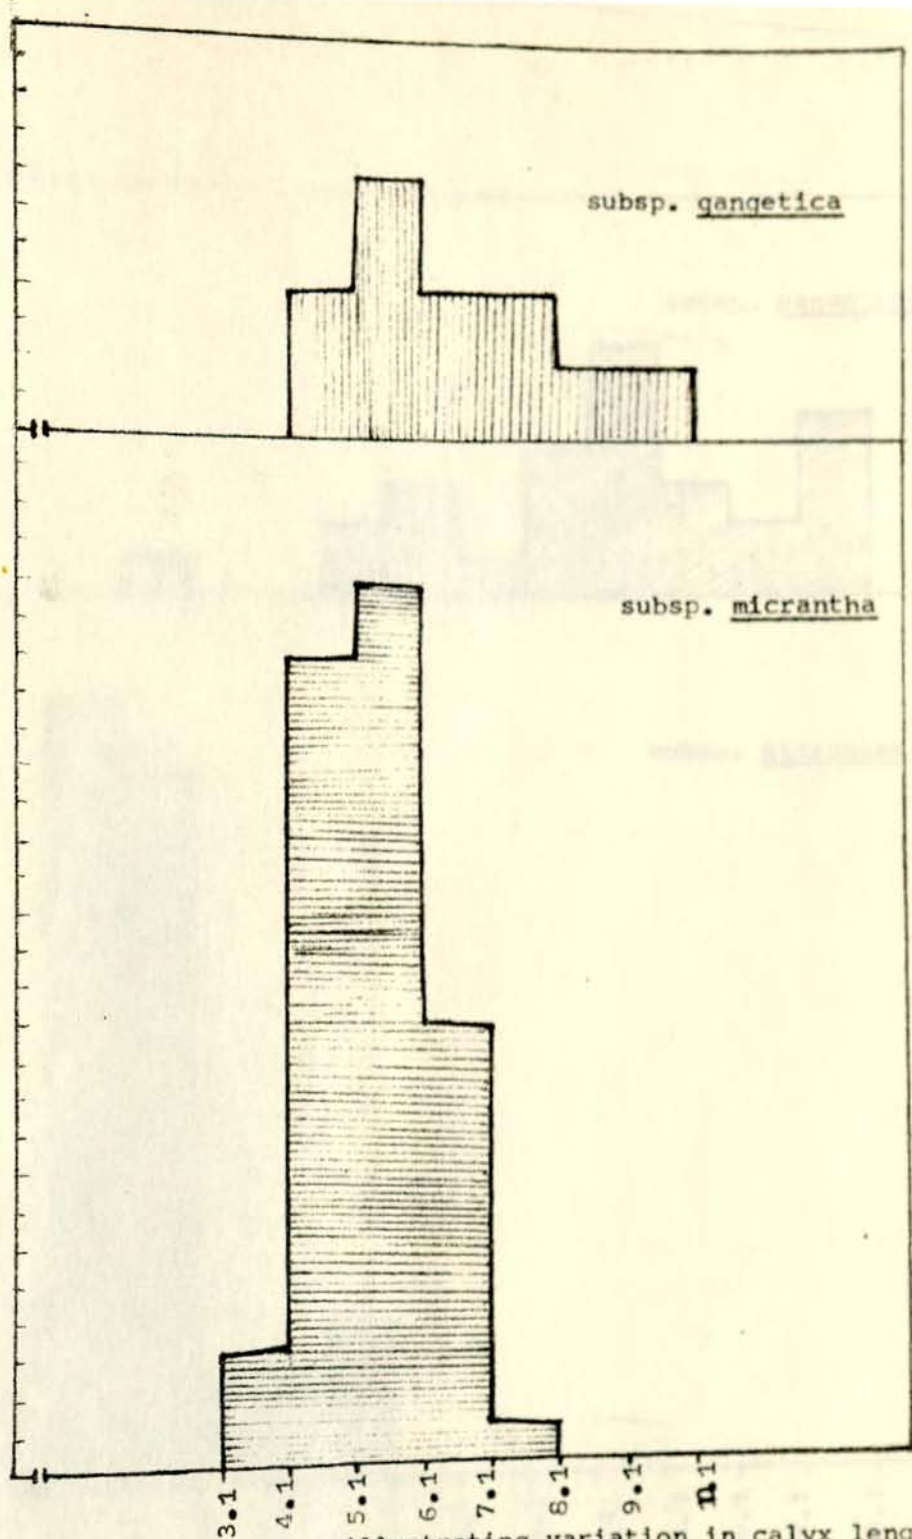 subsp. gangetica
subsp. micrantha
3.1 4.1 5.1 6.1 7.1 8.1 9.1
illustrating variation in calyx